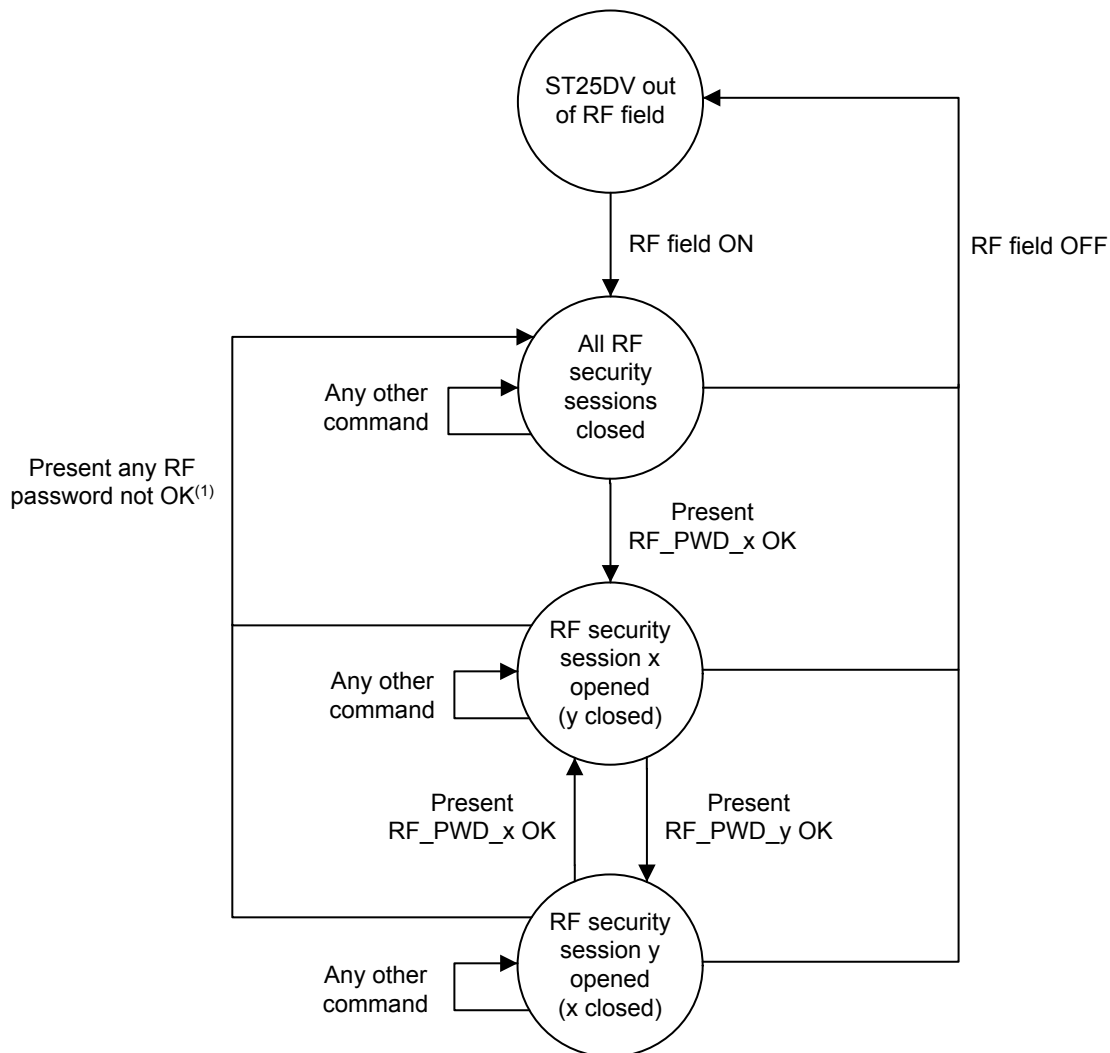 ST25DV out
of RF field
RF field ON
RF field OFF
All RF
security
sessions
closed
Any other
command
Present any RF
password not OK(1)
Present
RF_PWD_x OK
RF security
session x
opened
(y closed)
Any other
command
Present
RF_PWD_x OK
Present
RF_PWD_y OK
RF security
session y
opened
(x closed)
Any other
command